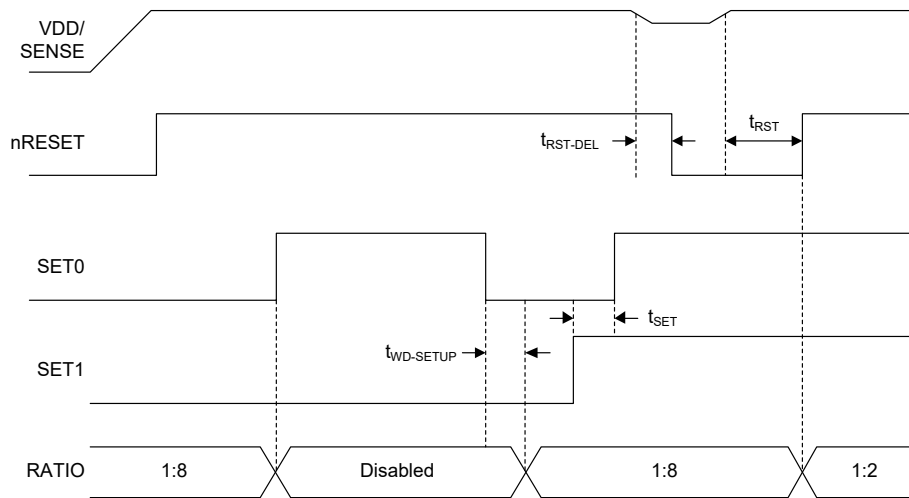 VDD/
SENSE
nRESET
tRST-DEL
tRST
SET0
tSET
tWD-SETUP
SET1
RATIO
1:8
Disabled
1:8
1:2